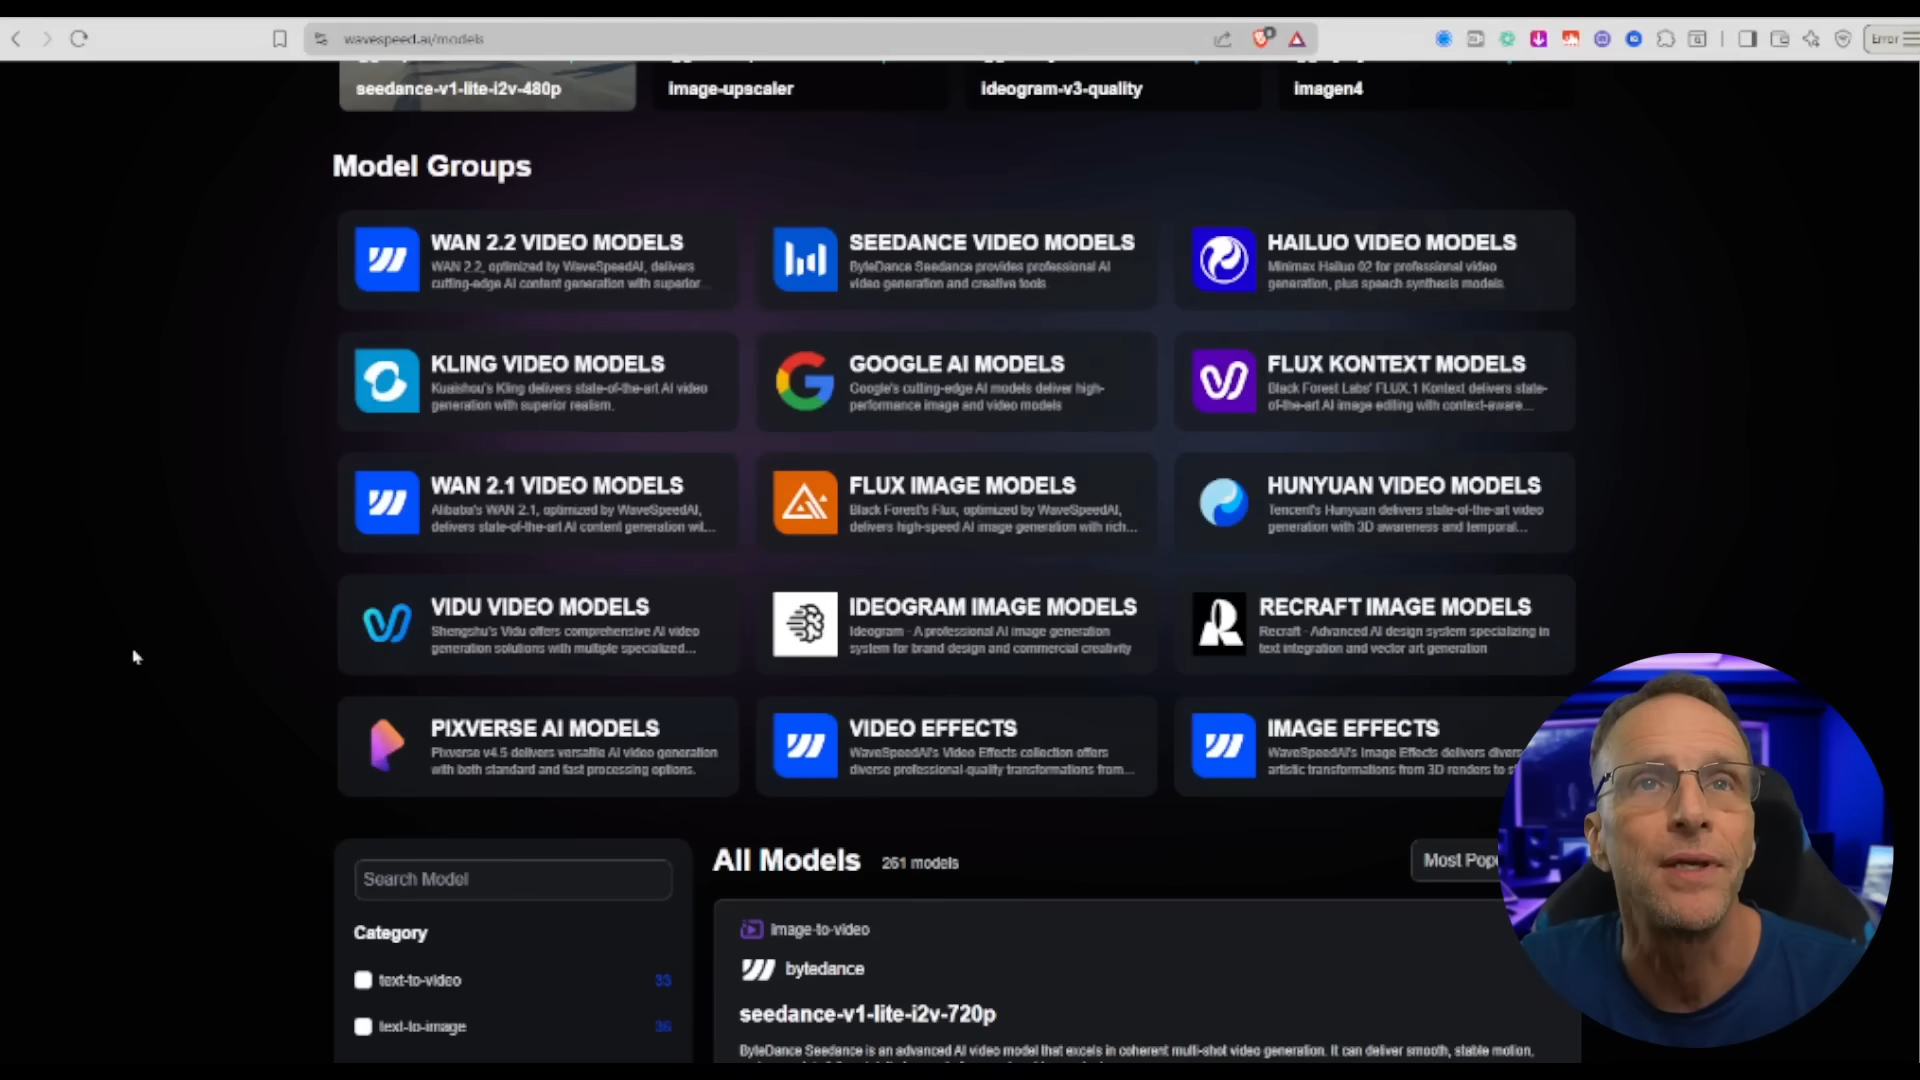 wavespeed.ai/models
Error
seedance-v1-lite-i2v-480p
image-upscaler
ideogram-v3-quality
imagen4
Model Groups
WAN 2.2 VIDEO MODELS
WAN 2.2, optimized by WaveSpeedAI, delivers
cutting-edge AI content generation with superior...
SEEDANCE VIDEO MODELS
ByteDance Seedance provides professional AI
video generation and creative tools
HAILUO VIDEO MODELS
Minimax Hailuo 02 for professional video
generation, plus speech synthesis models.
KLING VIDEO MODELS
Kuaishou's Kling delivers state-of-the-art AI video
generation with superior realism.
GOOGLE AI MODELS
Google's cutting-edge AI models deliver high-
performance image and video models
FLUX KONTEXT MODELS
Black Forest Labs' FLUX.1 Kontext delivers state-
of-the-art AI image editing with context-aware...
WAN 2.1 VIDEO MODELS
Alibaba's WAN 2.1, optimized by WaveSpeedAI,
delivers state-of-the-art AI content generation wit...
FLUX IMAGE MODELS
Black Forest's Flux, optimized by WaveSpeedAI,
delivers high-speed AI image generation with rich...
HUNYUAN VIDEO MODELS
Tencent's Hunyuan delivers state-of-the-art video
generation with 3D awareness and temporal...
VIDU VIDEO MODELS
Shengshu's Vidu offers comprehensive AI video
generation solutions with multiple specialized...
IDEOGRAM IMAGE MODELS
Ideogram - A professional AI image generation
system for brand design and commercial creativity
RECRAFT IMAGE MODELS
Recraft - Advanced AI design system specializing in
text integration and vector art generation
PIXVERSE AI MODELS
Pixverse v4.5 delivers versatile AI video generation
with both standard and fast processing options.
VIDEO EFFECTS
WaveSpeedAI's Video Effects collection offers
diverse professional-quality transformations from...
IMAGE EFFECTS
WaveSpeedAI's Image Effects delivers
artistic transformations from 3D renders to
Search Model
Category
text-to-video 33
text-to-image 36
All Models 261 models
Most
image-to-video
bytedance
seedance-v1-lite-i2v-720p
ByteDance Seedance is an advanced AI video model that excels in coherent multi-shot video generation. It can deliver smooth, stable motion,